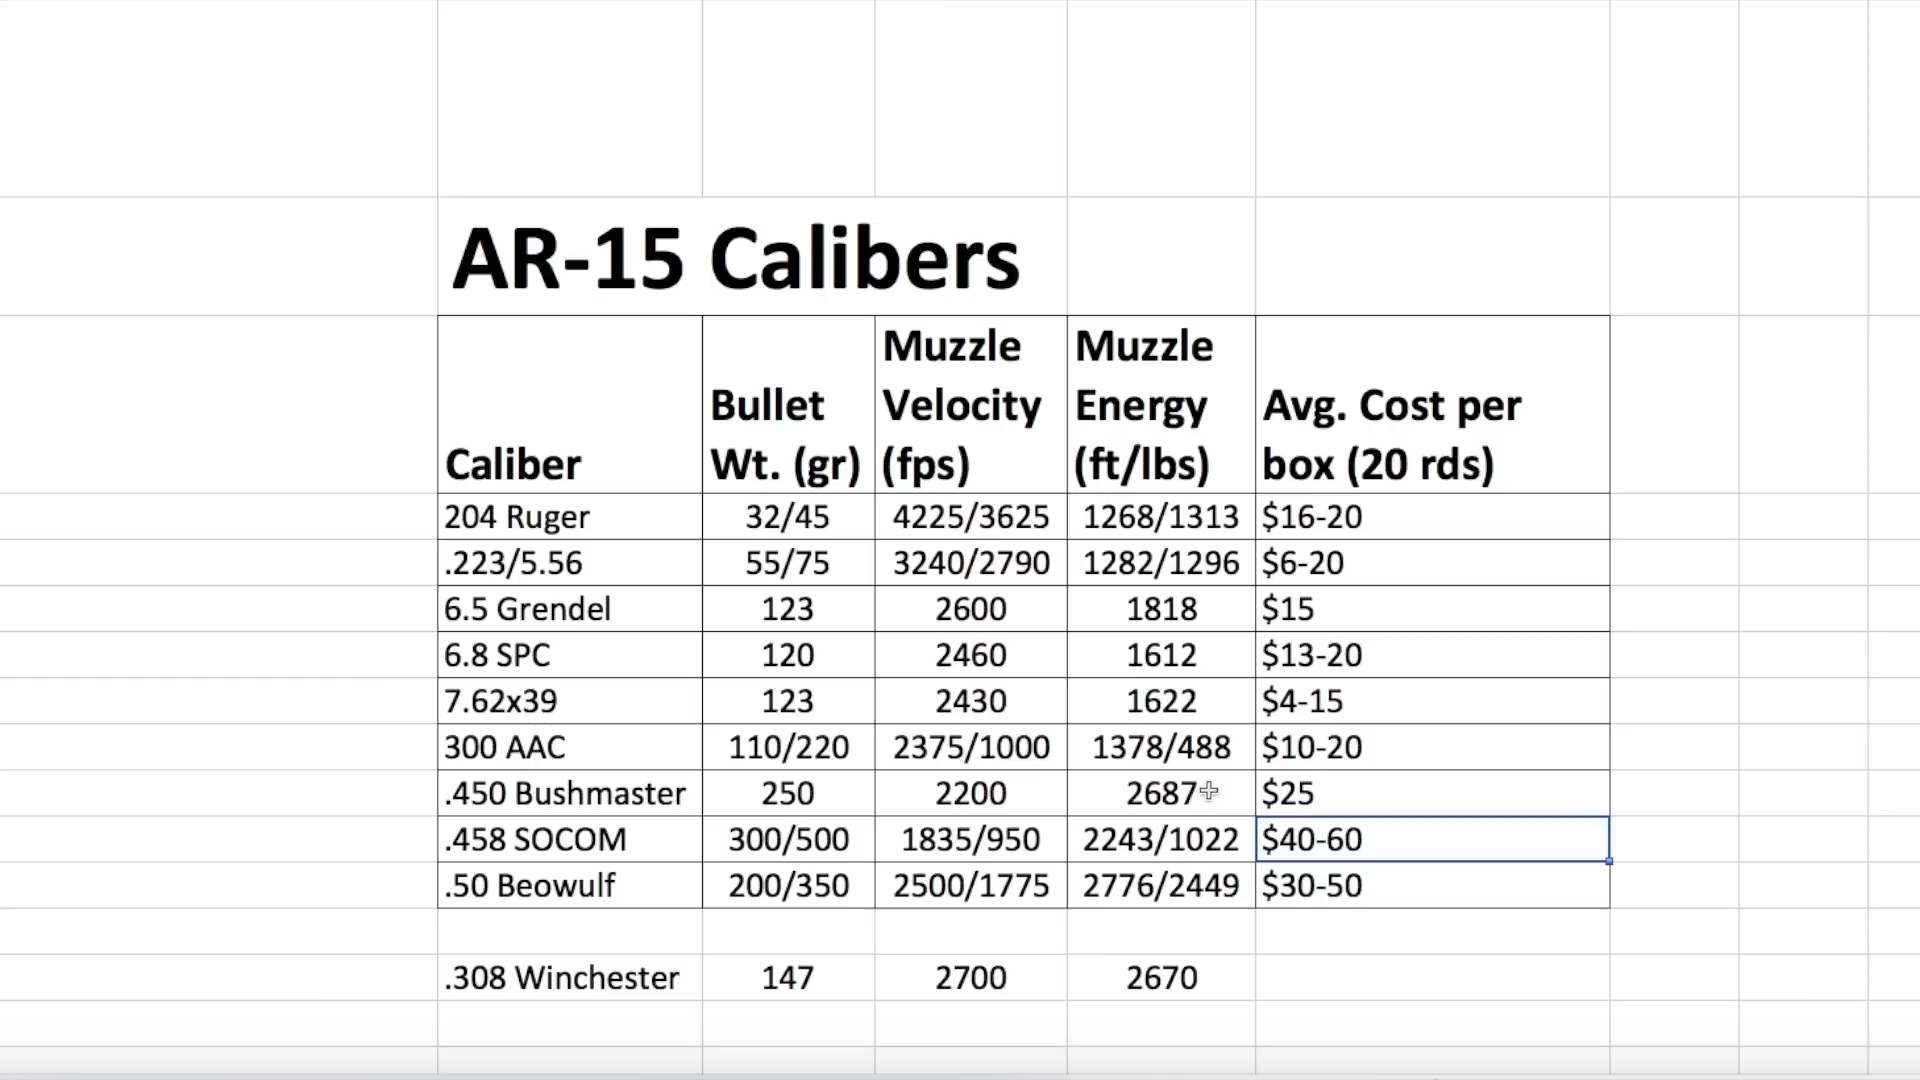 AR-15 Calibers
Caliber Bullet Wt. (gr) Muzzle Velocity (fps) Muzzle Energy (ft/lbs) Avg. Cost per box (20 rds)
204 Ruger 32/45 4225/3625 1268/1313 $16-20
.223/5.56 55/75 3240/2790 1282/1296 $6-20
6.5 Grendel 123 2600 1818 $15
6.8 SPC 120 2460 1612 $13-20
7.62x39 123 2430 1622 $4-15
300 AAC 110/220 2375/1000 1378/488 $10-20
.450 Bushmaster 250 2200 2687 $25
.458 SOCOM 300/500 1835/950 2243/1022 $40-60
.50 Beowulf 200/350 2500/1775 2776/2449 $30-50
.308 Winchester 147 2700 2670